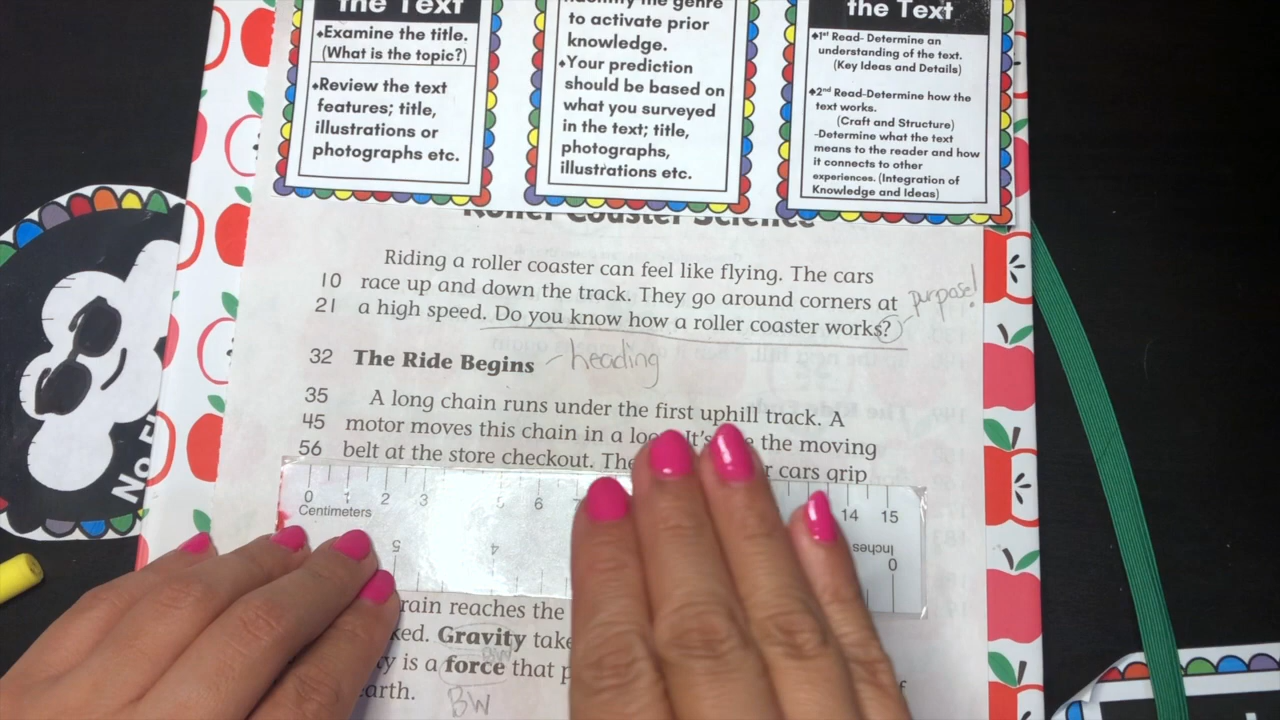 the Text
✦Examine the title.
(What is the topic?)
✦Review the text
features; title,
illustrations or
photographs etc.
the genre
to activate prior
knowledge.
✦Your prediction
should be based on
what you surveyed
in the text; title,
photographs,
illustrations etc.
the Text
✦1st Read- Determine an
understanding of the text.
(Key Ideas and Details)
✦2nd Read-Determine how the
text works.
(Craft and Structure)
-Determine what the text
means to the reader and how
it connects to other
experiences. (Integration of
Knowledge and Ideas)
Roller Coaster Science
Riding a roller coaster can feel like flying. The cars
10 race up and down the track. They go around corners at
21 a high speed. Do you know how a roller coaster works?
purpose!
32 The Ride Begins - heading
35 A long chain runs under the first uphill track. A
45 motor moves this chain in a It's the moving
56 belt at the store checkout. cars grip
0 1 2 3 5 6 14 15
Centimeters
5 4 Inches 0
reaches the
Gravity
is a force that
BW
No